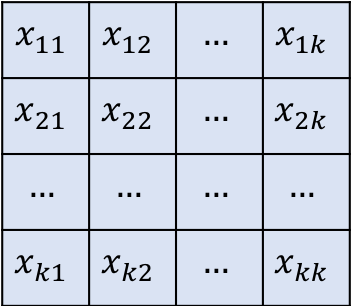 x₁₁ x₁₂ ... x₁ₖ
x₂₁ x₂₂ ... x₂ₖ
... ... ... ...
xₖ₁ xₖ₂ ... xₖₖ